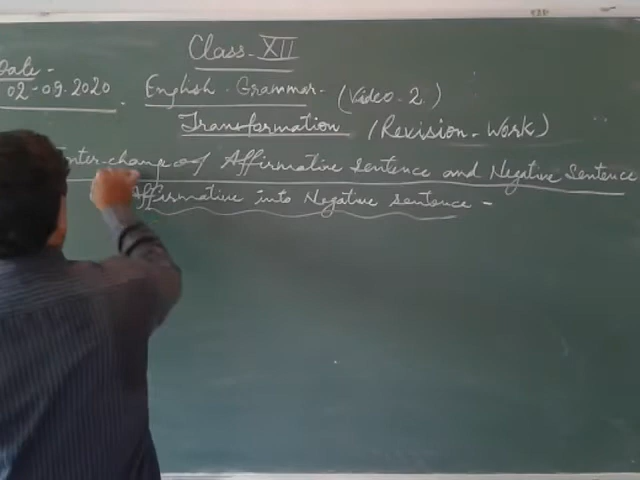 Class-XII
Date-
02-09.2020
English. Grammar- (Video-2)
Transformation (Revision-Work)
Inter-change of Affirmative sentence and Negative sentence
Affirmative into Negative sentence -